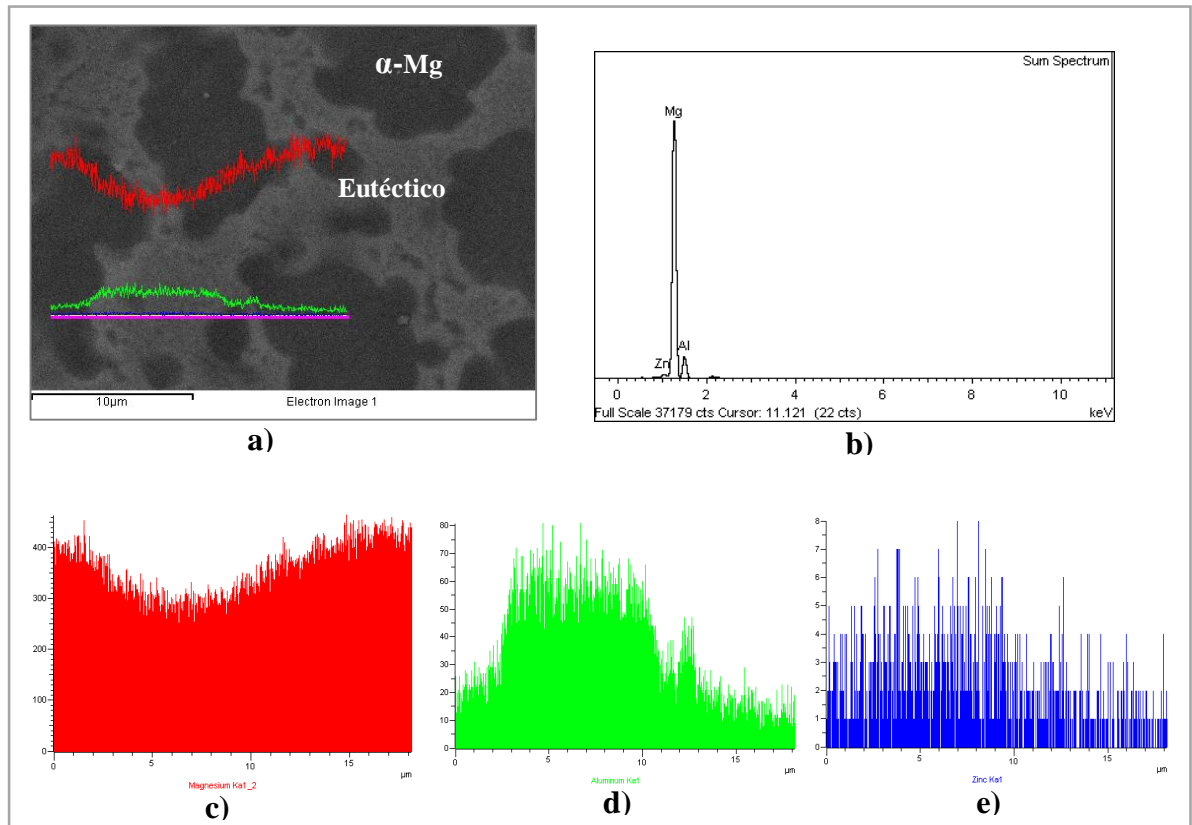 α-Mg
Eutéctico
10µm
Electron Image 1
a)
Sum Spectrum
Mg
Zn
Al
0 2 4 6 8 10
Full Scale 37179 cts Cursor: 11.121 (22 cts)
keV
b)
400
300
200
100
0
0 5 10 15
µm
Magnesium Ka1_2
c)
80
70
60
50
40
30
20
10
0
0 5 10 15
µm
Aluminum Ka1
d)
8
7
6
5
4
3
2
1
0
0 5 10 15
µm
Zinc Ka1
e)